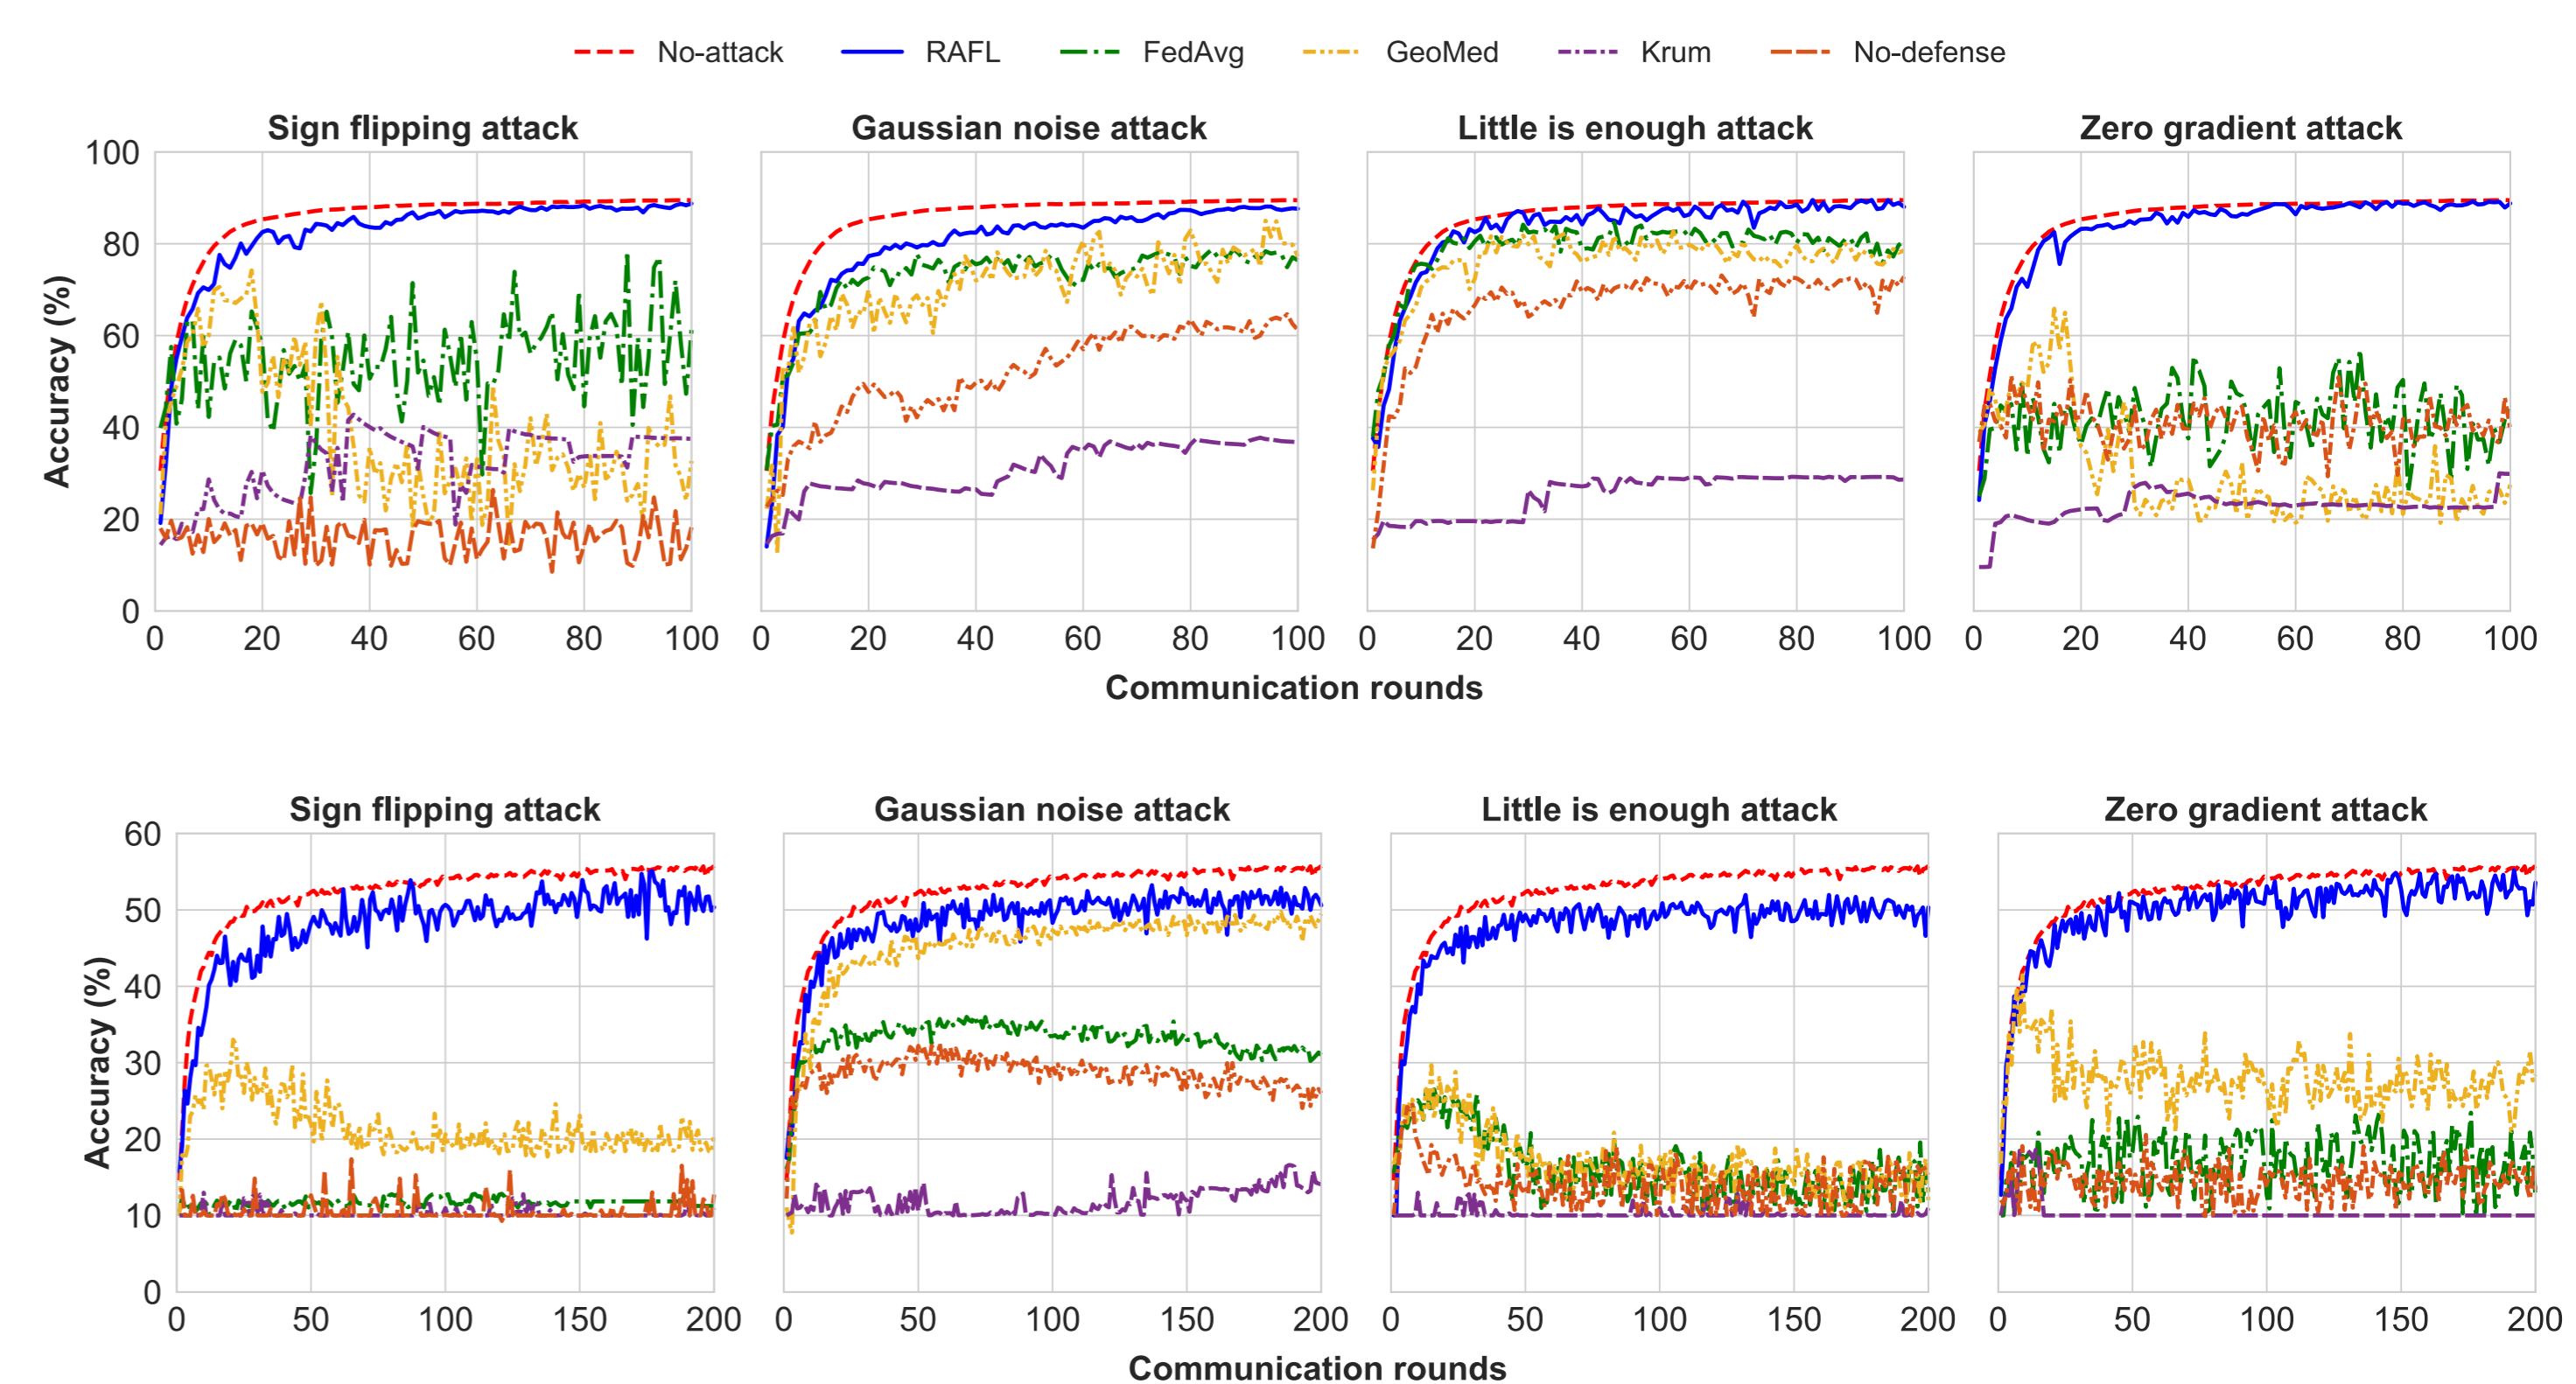 No-attack RAFL FedAvg GeoMed Krum No-defense
Sign flipping attack Gaussian noise attack Little is enough attack Zero gradient attack
Accuracy (%)
100
80
60
40
20
0
0 20 40 60 80 100 0 20 40 60 80 100 0 20 40 60 80 100 0 20 40 60 80 100
Communication rounds
Sign flipping attack Gaussian noise attack Little is enough attack Zero gradient attack
Accuracy (%)
60
50
40
30
20
10
0
0 50 100 150 200 0 50 100 150 200 0 50 100 150 200 0 50 100 150 200
Communication rounds